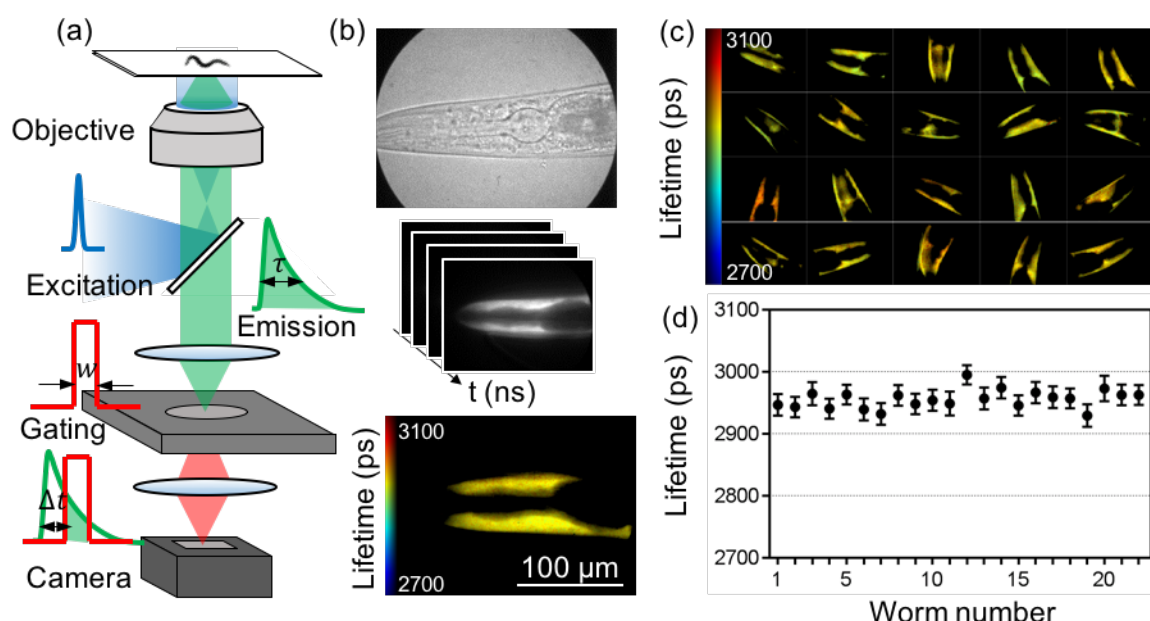 (a)
Objective
Excitation
τ
Emission
w
Gating
Δt
Camera
(b)
t (ns)
3100
Lifetime (ps)
2700
100 μm
(c)
3100
Lifetime (ps)
2700
(d)
3100
3000
2900
2800
2700
Lifetime (ps)
1 5 10 15 20
Worm number